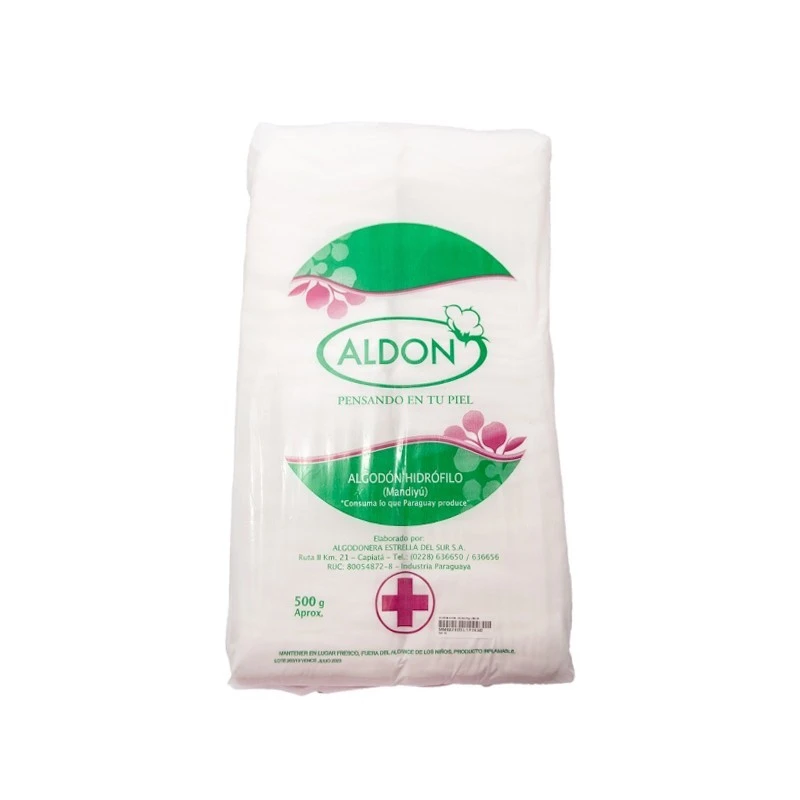 ALDON
PENSANDO EN TU PIEL
ALGODÓN HIDRÓFILO
(Mandiyú)
"Consuma lo que Paraguay produce"
Elaborado por:
ALGODONERA ESTRELLA DEL SUR S.A.
Ruta II Km. 21 – Capiatá – Tel.: (0228) 636650 / 636656
RUC: 80054872-8 – Industria Paraguaya
500 g
Aprox.
MANTENER EN LUGAR FRESCO, FUERA DEL ALCANCE DE LOS NIÑOS, PRODUCTO INFLAMABLE.